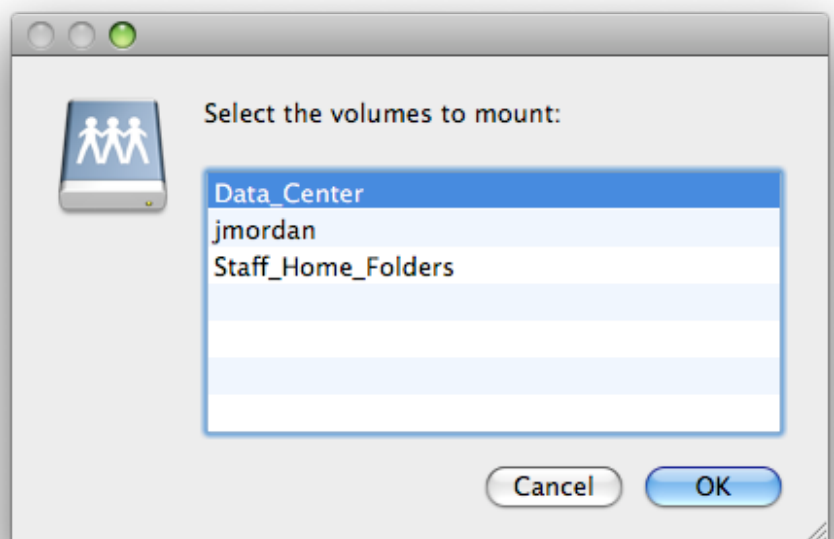 Select the volumes to mount:
Data_Center
jmordan
Staff_Home_Folders
Cancel
OK